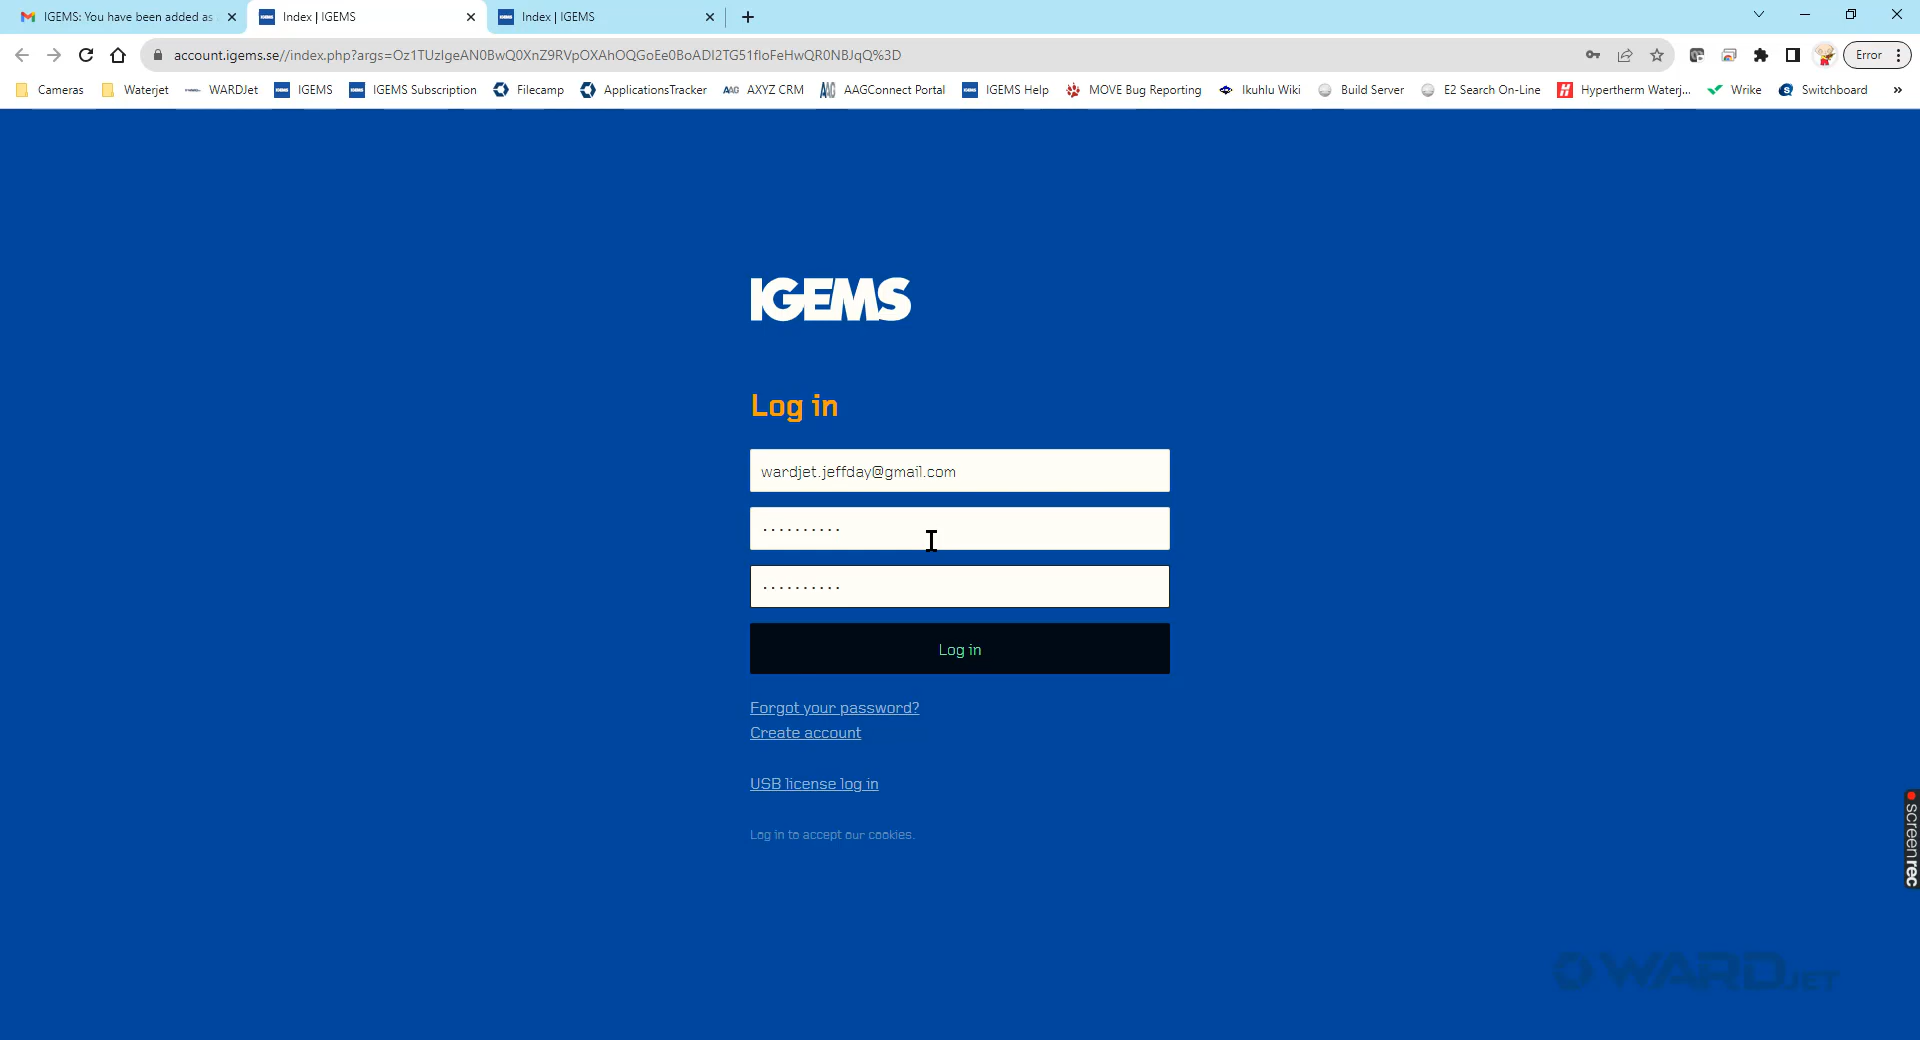 IGEMS: You have been added as
Index | IGEMS
Index | IGEMS
account.igems.se//index.php?args=Oz1TUzIgeAN0BwQ0XnZ9RVpOXAhOQGoEe0BoADI2TG51floFeHwQR0NBJqQ%3D
Error
Cameras
Waterjet
WARDJet
IGEMS
IGEMS Subscription
Filecamp
ApplicationsTracker
AXYZ CRM
AAGConnect Portal
IGEMS Help
MOVE Bug Reporting
Ikuhlu Wiki
Build Server
E2 Search On-Line
Hypertherm Waterj...
Wrike
Switchboard
»
IGEMS
Log in
wardjet.jeffday@gmail.com
..........
..........
Log in
Forgot your password?
Create account
USB license log in
Log in to accept our cookies.
screenrec
WARDJET